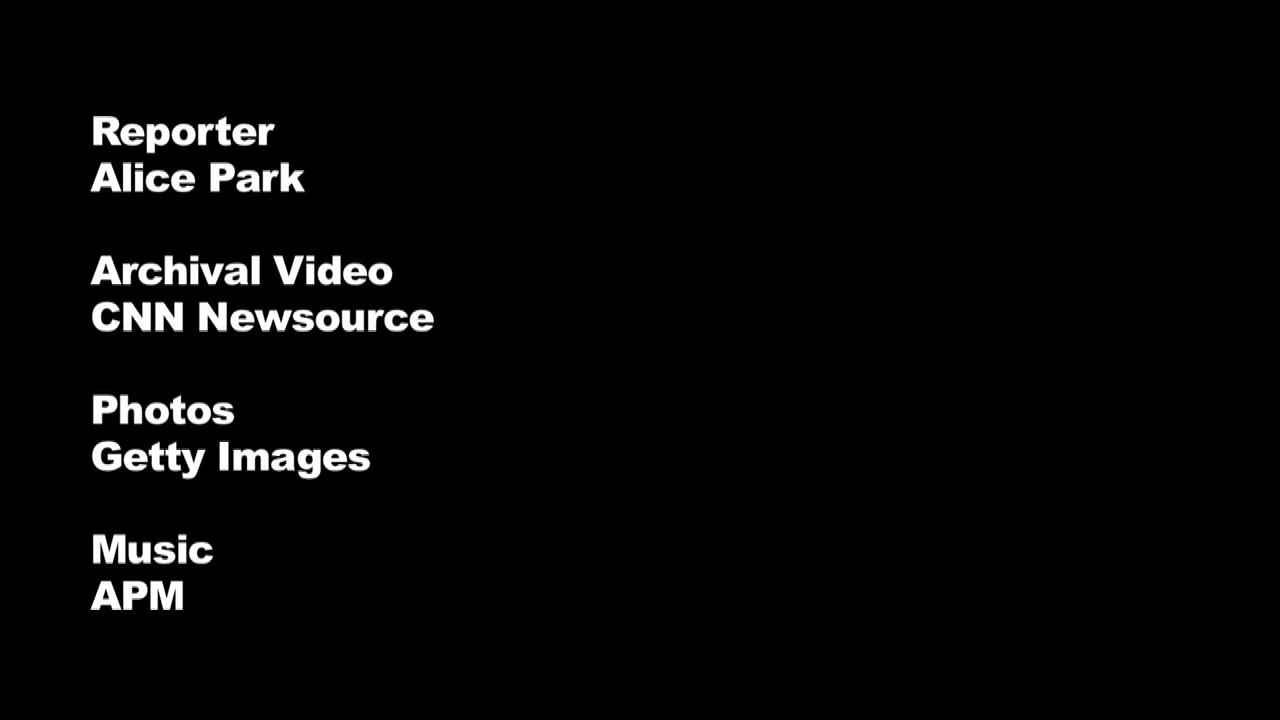 Reporter
Alice Park
Archival Video
CNN Newsource
Photos
Getty Images
Music
APM